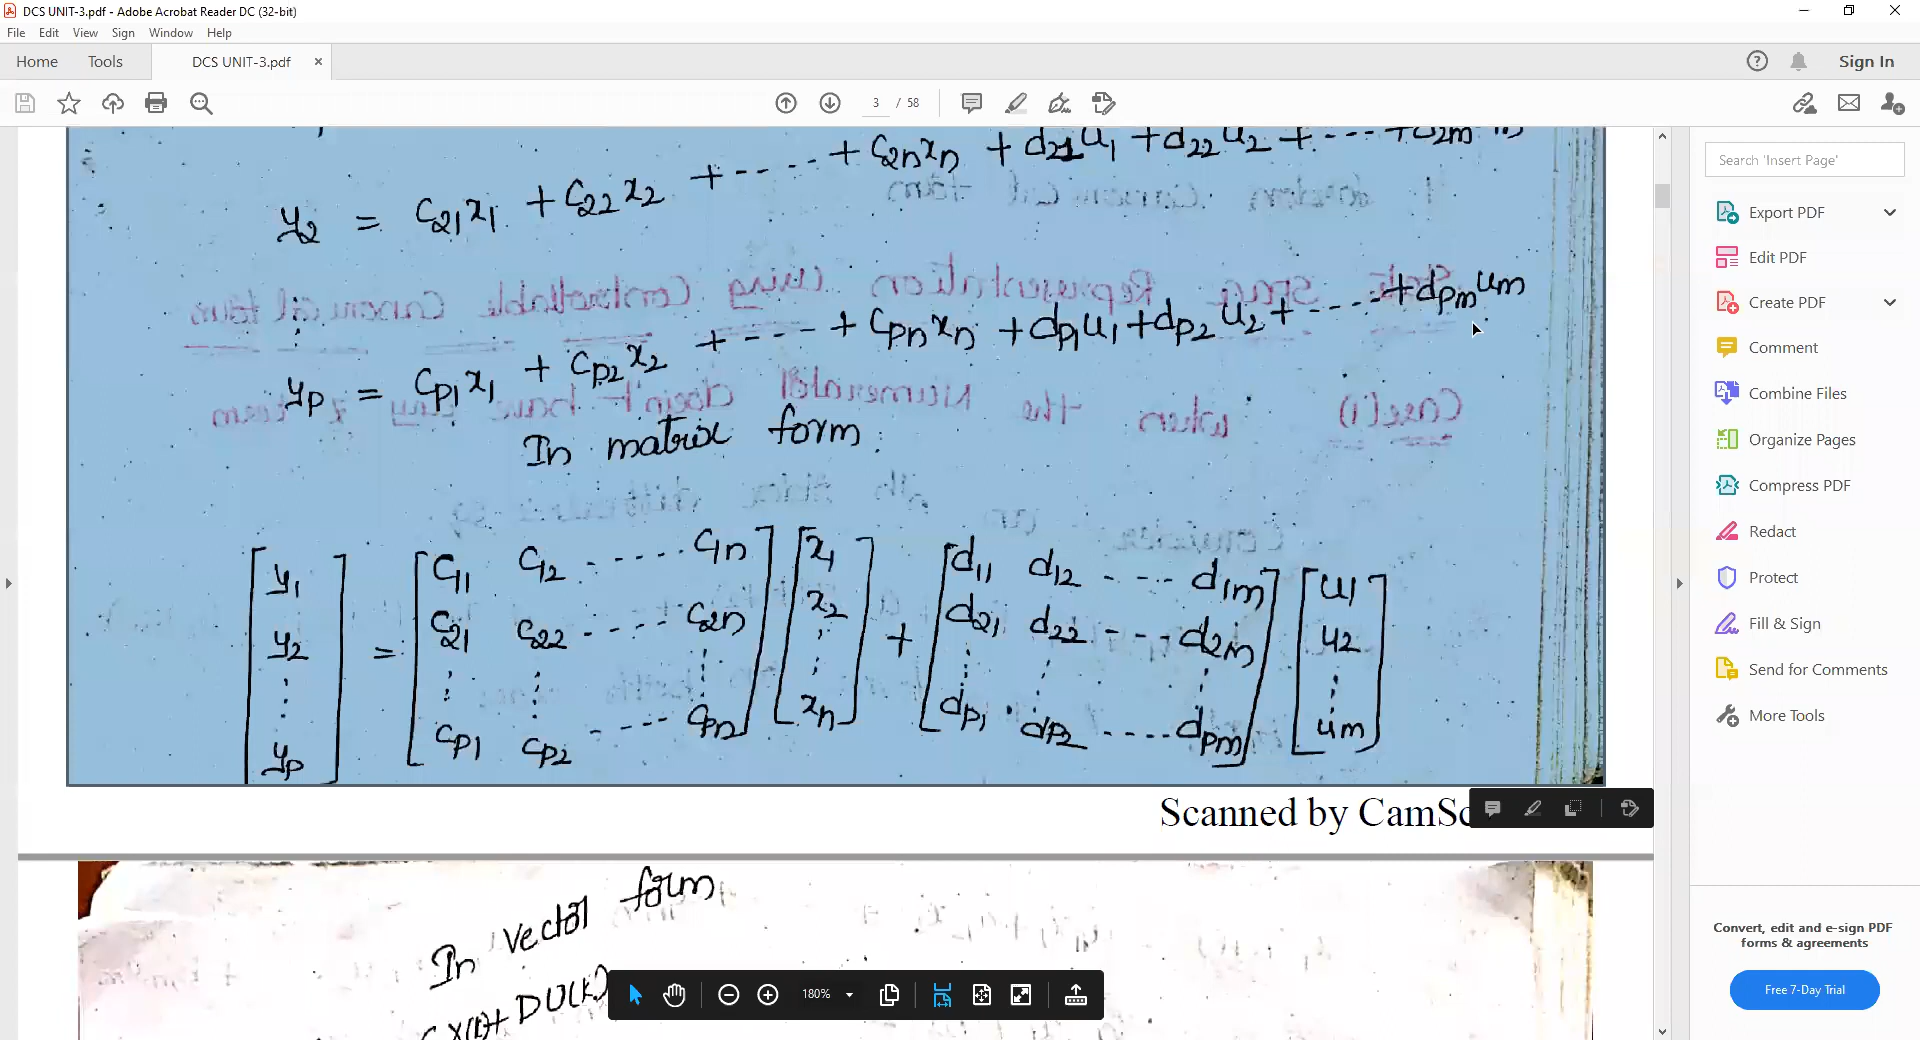 DCS UNIT-3.pdf - Adobe Acrobat Reader DC (32-bit)
File Edit View Sign Window Help
Home Tools DCS UNIT-3.pdf × Sign In
3 / 58
y2 = C21x1 + C22x2 + ---- + C2nxn + d21u1 + d22u2 + ---
yp = Cp1x1 + Cp2x2 + ---- + Cpnxn + dp1u1 + dp2u2 + ---- + dpmum
In matrix form.
y1 C11 C12 ------ C1n x1 d11 d12 ---- d1m u1
y2 = C21 C22 ------ C2n x2 + d21 d22 ---- d2m u2
yp Cp1 Cp2 ------ Cpn xn dp1 dp2 ---- dpm um
Scanned by
In vector form
X(k) + DU(k)
180%
Search 'Insert Page'
Export PDF
Edit PDF
Create PDF
Comment
Combine Files
Organize Pages
Compress PDF
Redact
Protect
Fill & Sign
Send for Comments
More Tools
Convert, edit and e-sign PDF
forms & agreements
Free 7-Day Trial